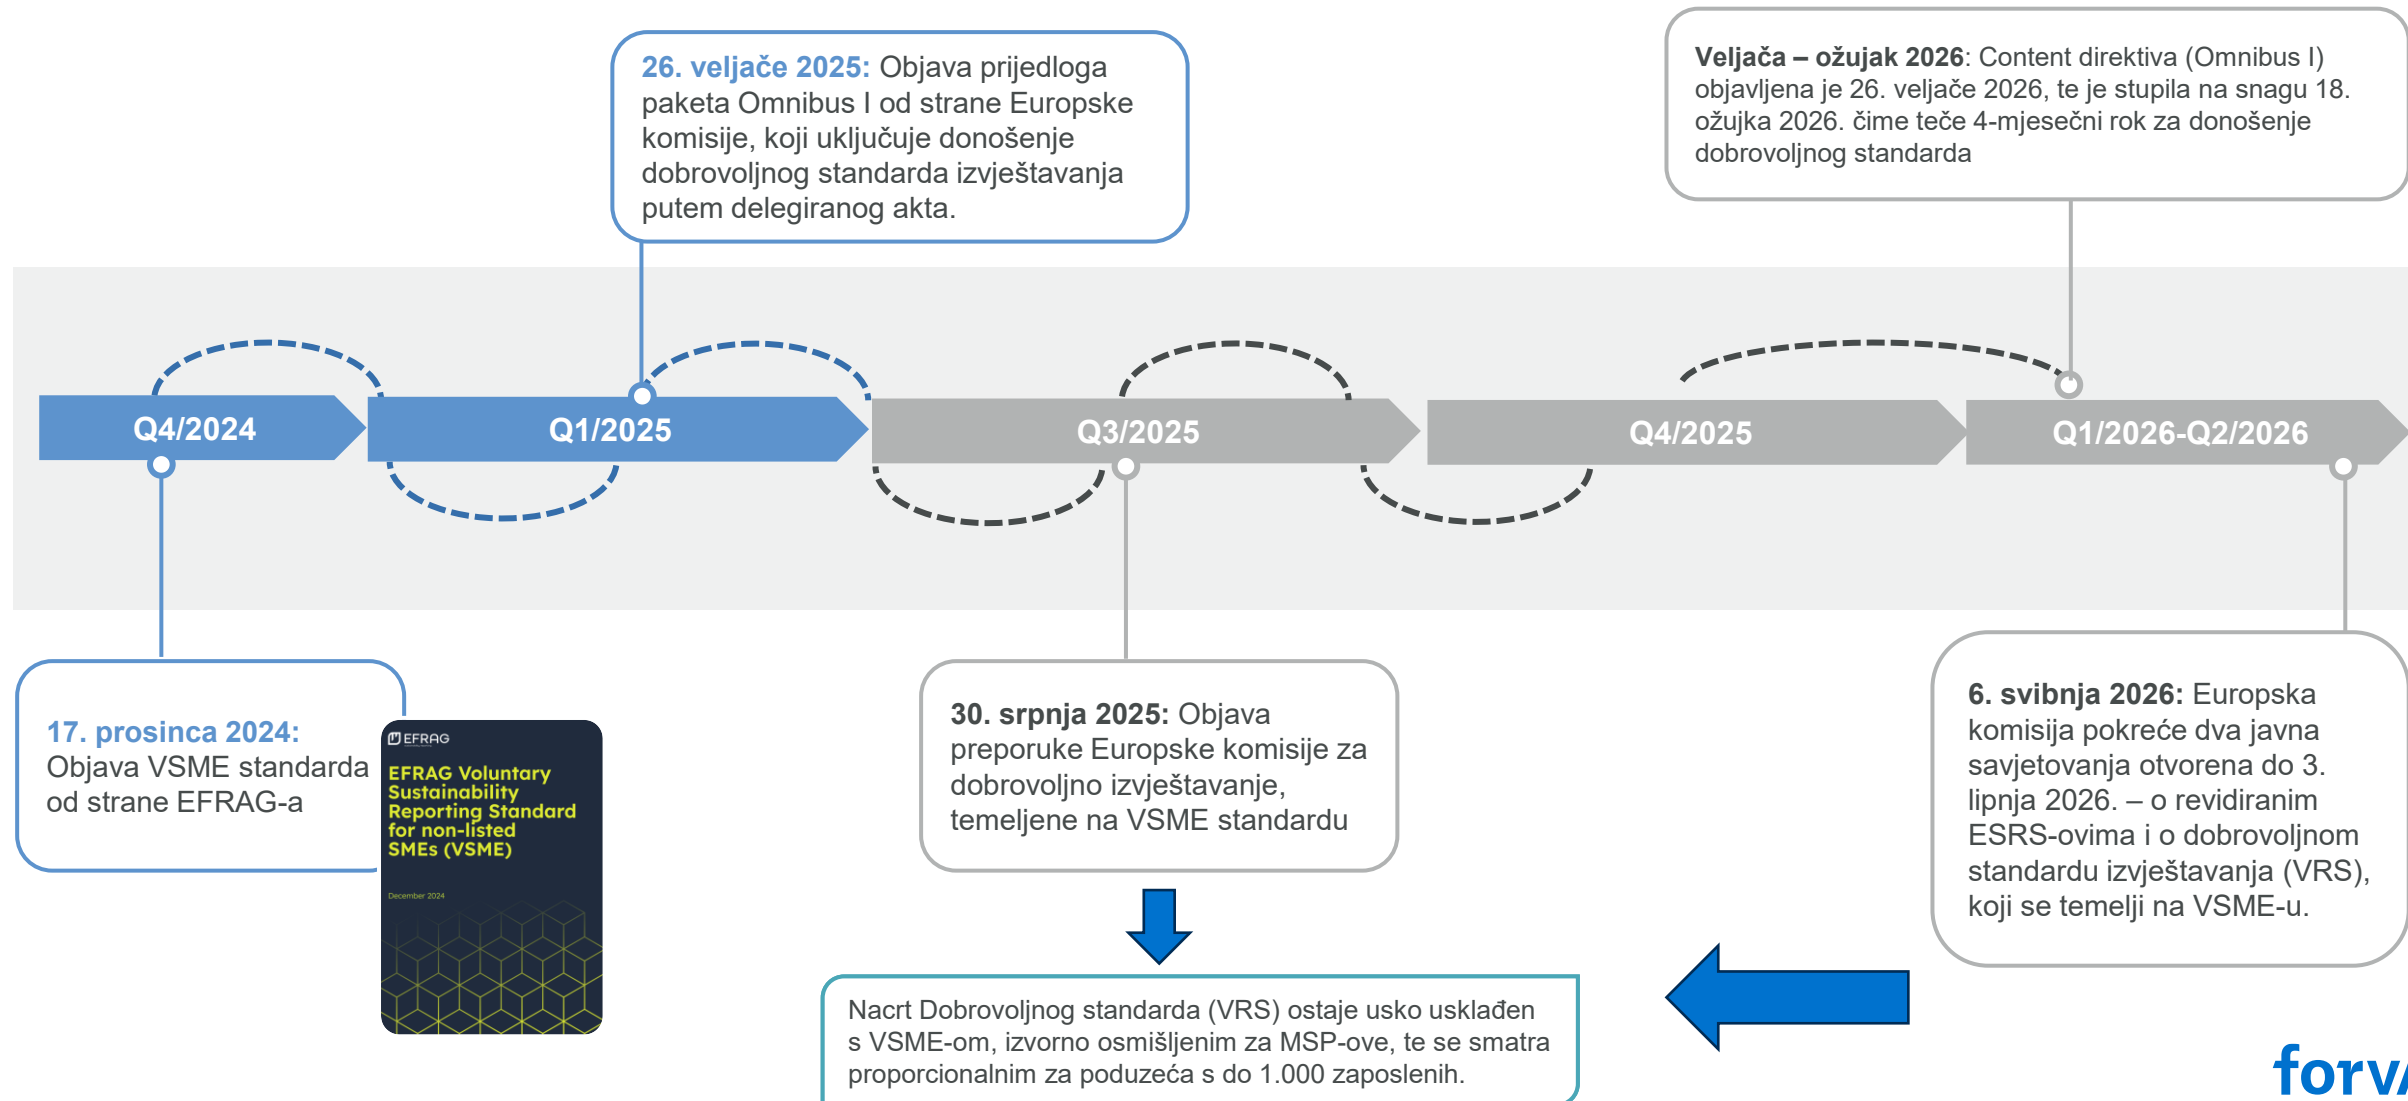 26. veljače 2025: Objava prijedloga
paketa Omnibus I od strane Europske
komisije, koji uključuje donošenje
dobrovoljnog standarda izvještavanja
putem delegiranog akta.
Veljača – ožujak 2026: Content direktiva (Omnibus I)
objavljena je 26. veljače 2026, te je stupila na snagu 18.
ožujka 2026. čime teče 4-mjesečni rok za donošenje
dobrovoljnog standarda
Q4/2024
Q1/2025
Q3/2025
Q4/2025
Q1/2026-Q2/2026
17. prosinca 2024:
Objava VSME standarda
od strane EFRAG-a
EFRAG
EFRAG Voluntary
Sustainability
Reporting Standard
for non-listed
SMEs (VSME)
December 2024
30. srpnja 2025: Objava
preporuke Europske komisije za
dobrovoljno izvještavanje,
temeljene na VSME standardu
6. svibnja 2026: Europska
komisija pokreće dva javna
savjetovanja otvorena do 3.
lipnja 2026. – o revidiranim
ESRS-ovima i o dobrovoljnom
standardu izvještavanja (VRS),
koji se temelji na VSME-u.
Nacrt Dobrovoljnog standarda (VRS) ostaje usko usklađen
s VSME-om, izvorno osmišljenim za MSP-ove, te se smatra
proporcionalnim za poduzeća s do 1.000 zaposlenih.
forv